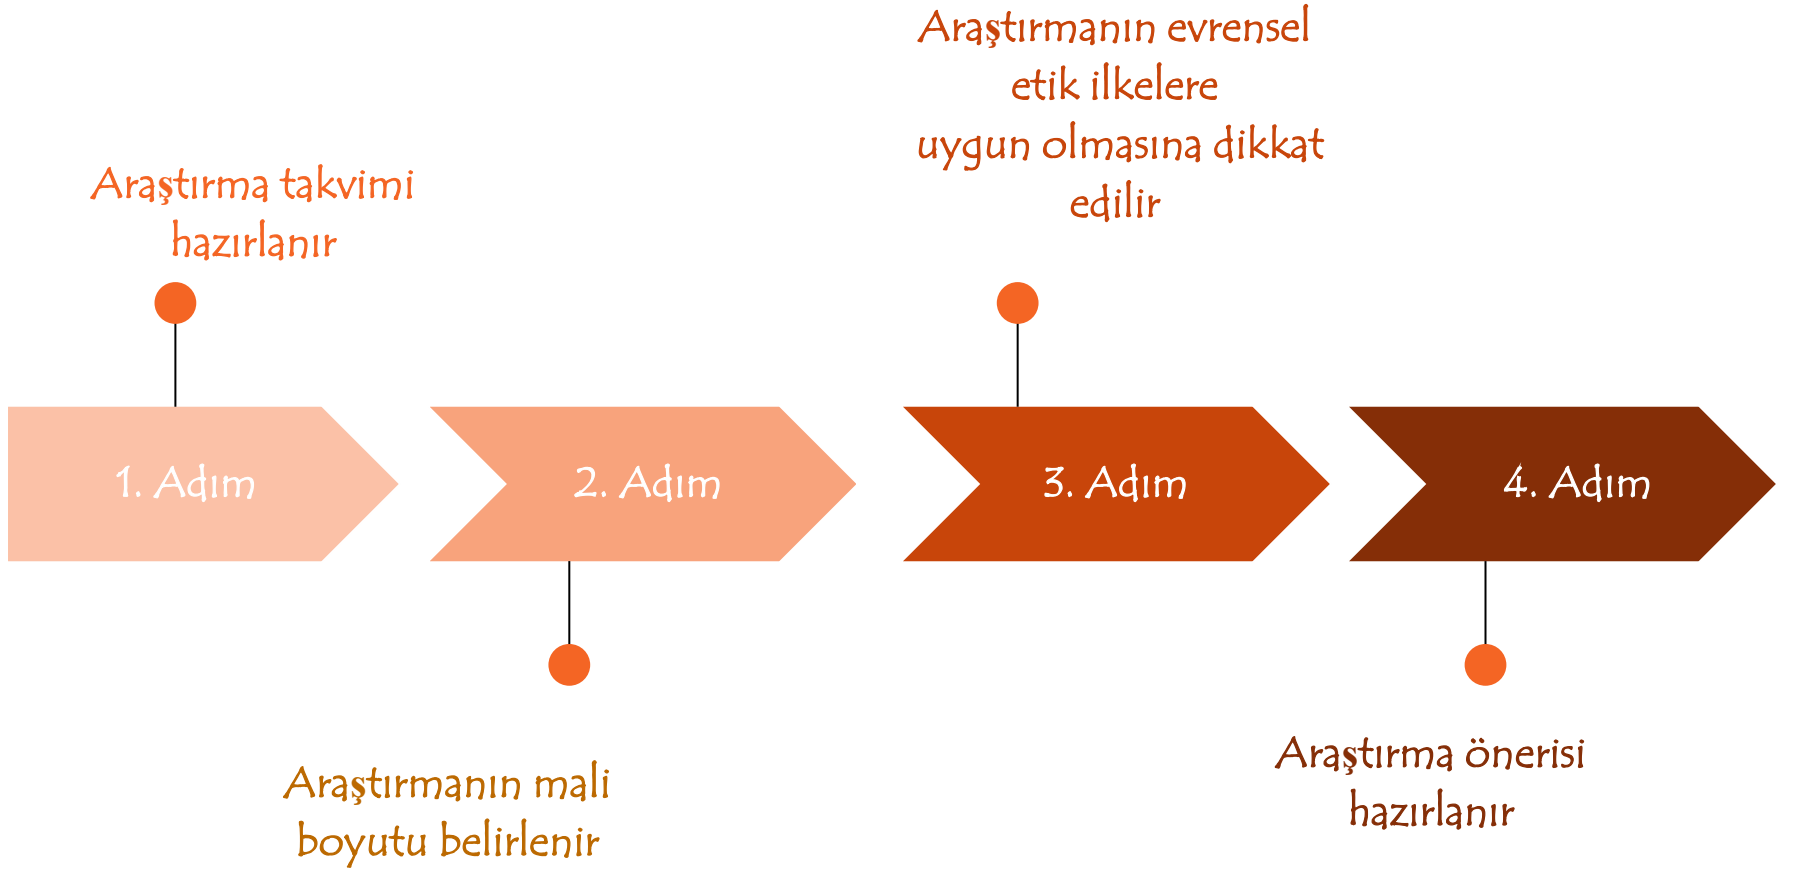 Araştırmanın evrensel
etik ilkelere
uygun olmasına dikkat
edilir
Araştırma takvimi
hazırlanır
1. Adım
2. Adım
3. Adım
4. Adım
Araştırmanın mali
boyutu belirlenir
Araştırma önerisi
hazırlanır